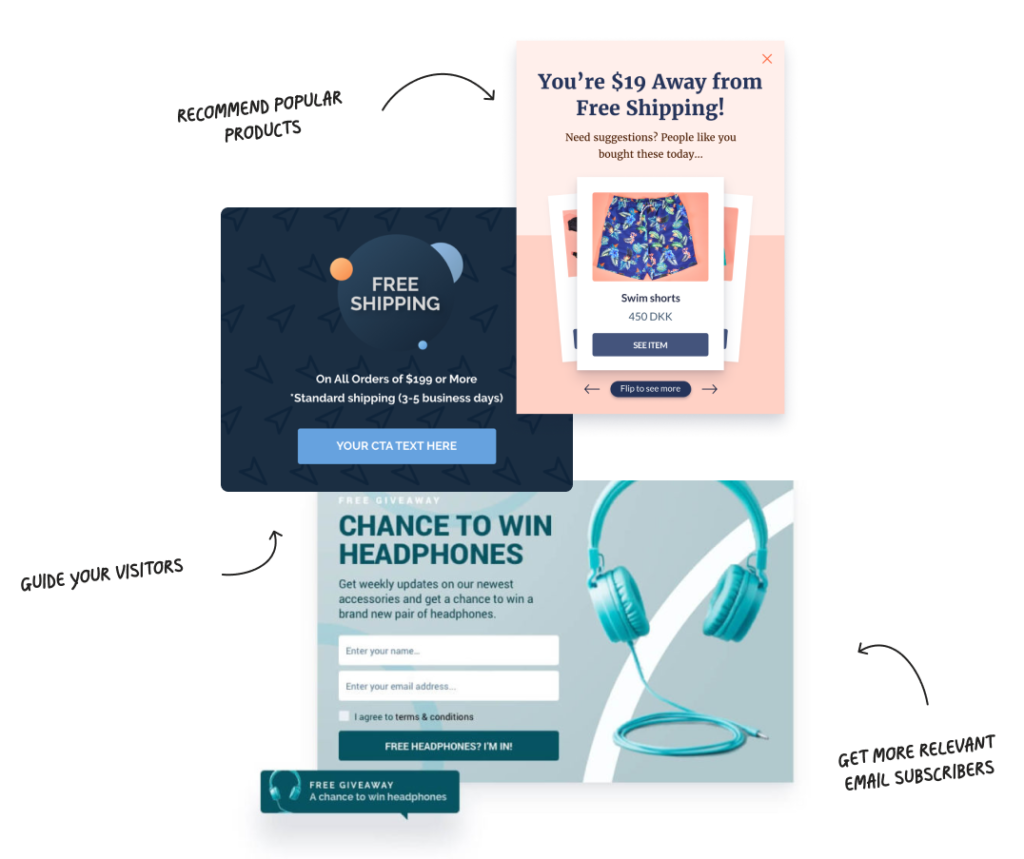 RECOMMEND POPULAR
PRODUCTS
You're $19 Away from
Free Shipping!
Need suggestions? People like you
bought these today...
Swim shorts
450 DKK
SEE ITEM
Flip to see more
FREE
SHIPPING
On All Orders of $199 or More
*Standard shipping (3-5 business days)
YOUR CTA TEXT HERE
GUIDE YOUR VISITORS
FREE GIVEAWAY
CHANCE TO WIN
HEADPHONES
Get weekly updates on our newest
accessories and get a chance to win a
brand new pair of headphones.
Enter your name...
Enter your email address...
I agree to terms & conditions
FREE HEADPHONES? I'M IN!
FREE GIVEAWAY
A chance to win headphones
GET MORE RELEVANT
EMAIL SUBSCRIBERS